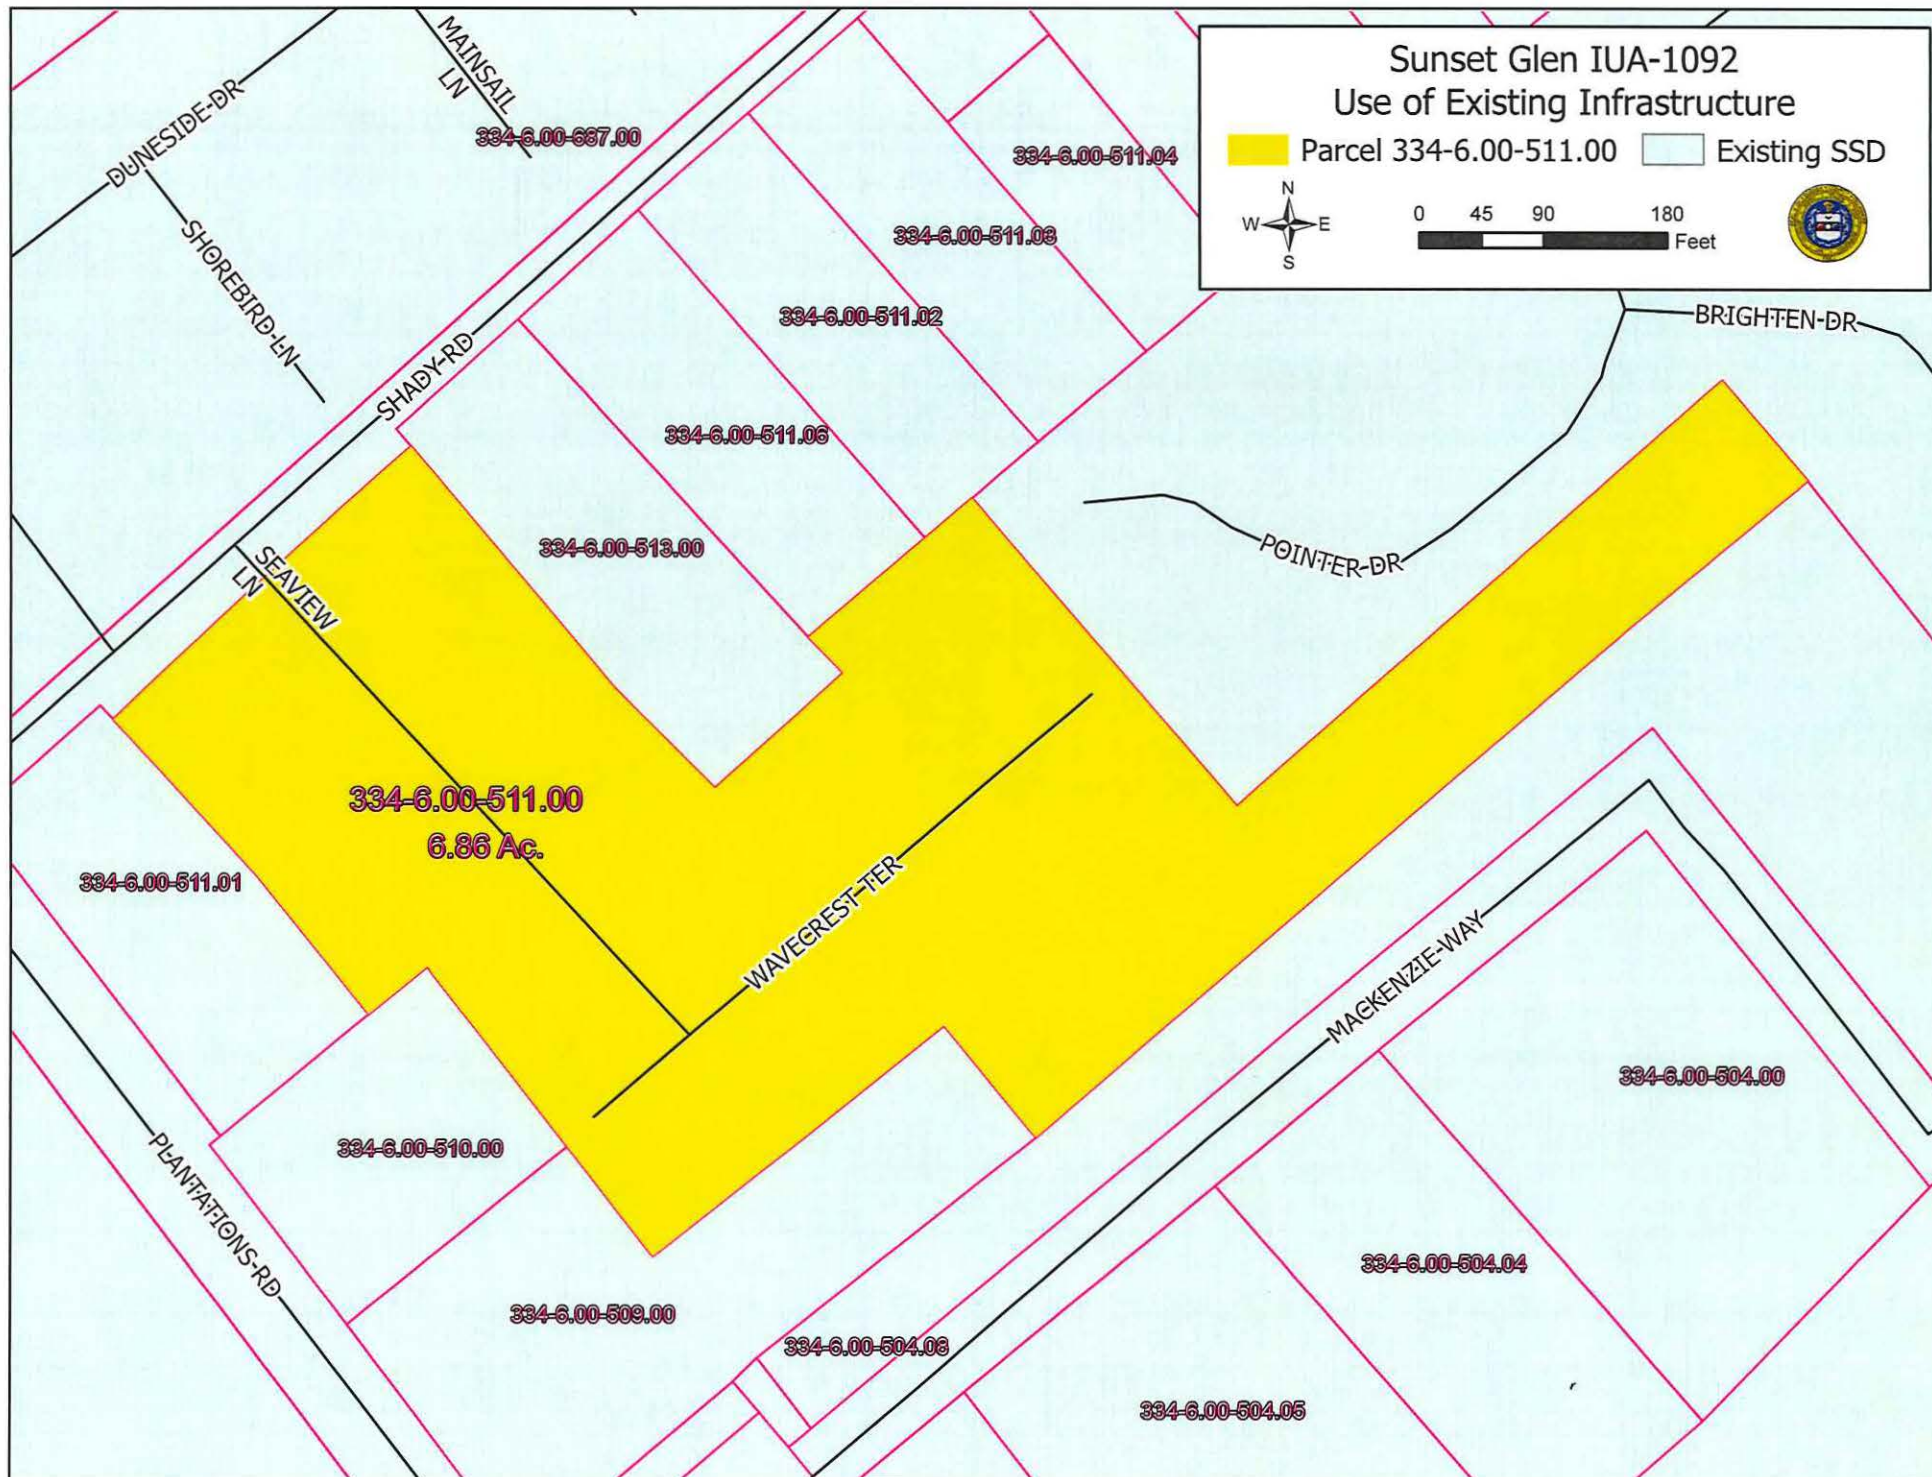 Sunset Glen IUA-1092
Use of Existing Infrastructure
Parcel 334-6.00-511.00
Existing SSD
N
W E
S
0 45 90 180
Feet
MAINSAIL
LN
DUNESIDE DR
334-6.00-687.00
334-6.00-511.04
SHOREBIRD LN
334-6.00-511.03
334-6.00-511.02
BRIGHTEN DR
SHADY RD
334-6.00-511.06
334-6.00-513.00
POINTER DR
SEAVIEW
LN
334-6.00-511.00
6.86 Ac.
334-6.00-511.01
WAVECREST TER
MACKENZIE WAY
334-6.00-504.00
334-6.00-510.00
PLANTATIONS RD
334-6.00-504.04
334-6.00-509.00
334-6.00-504.08
334-6.00-504.05